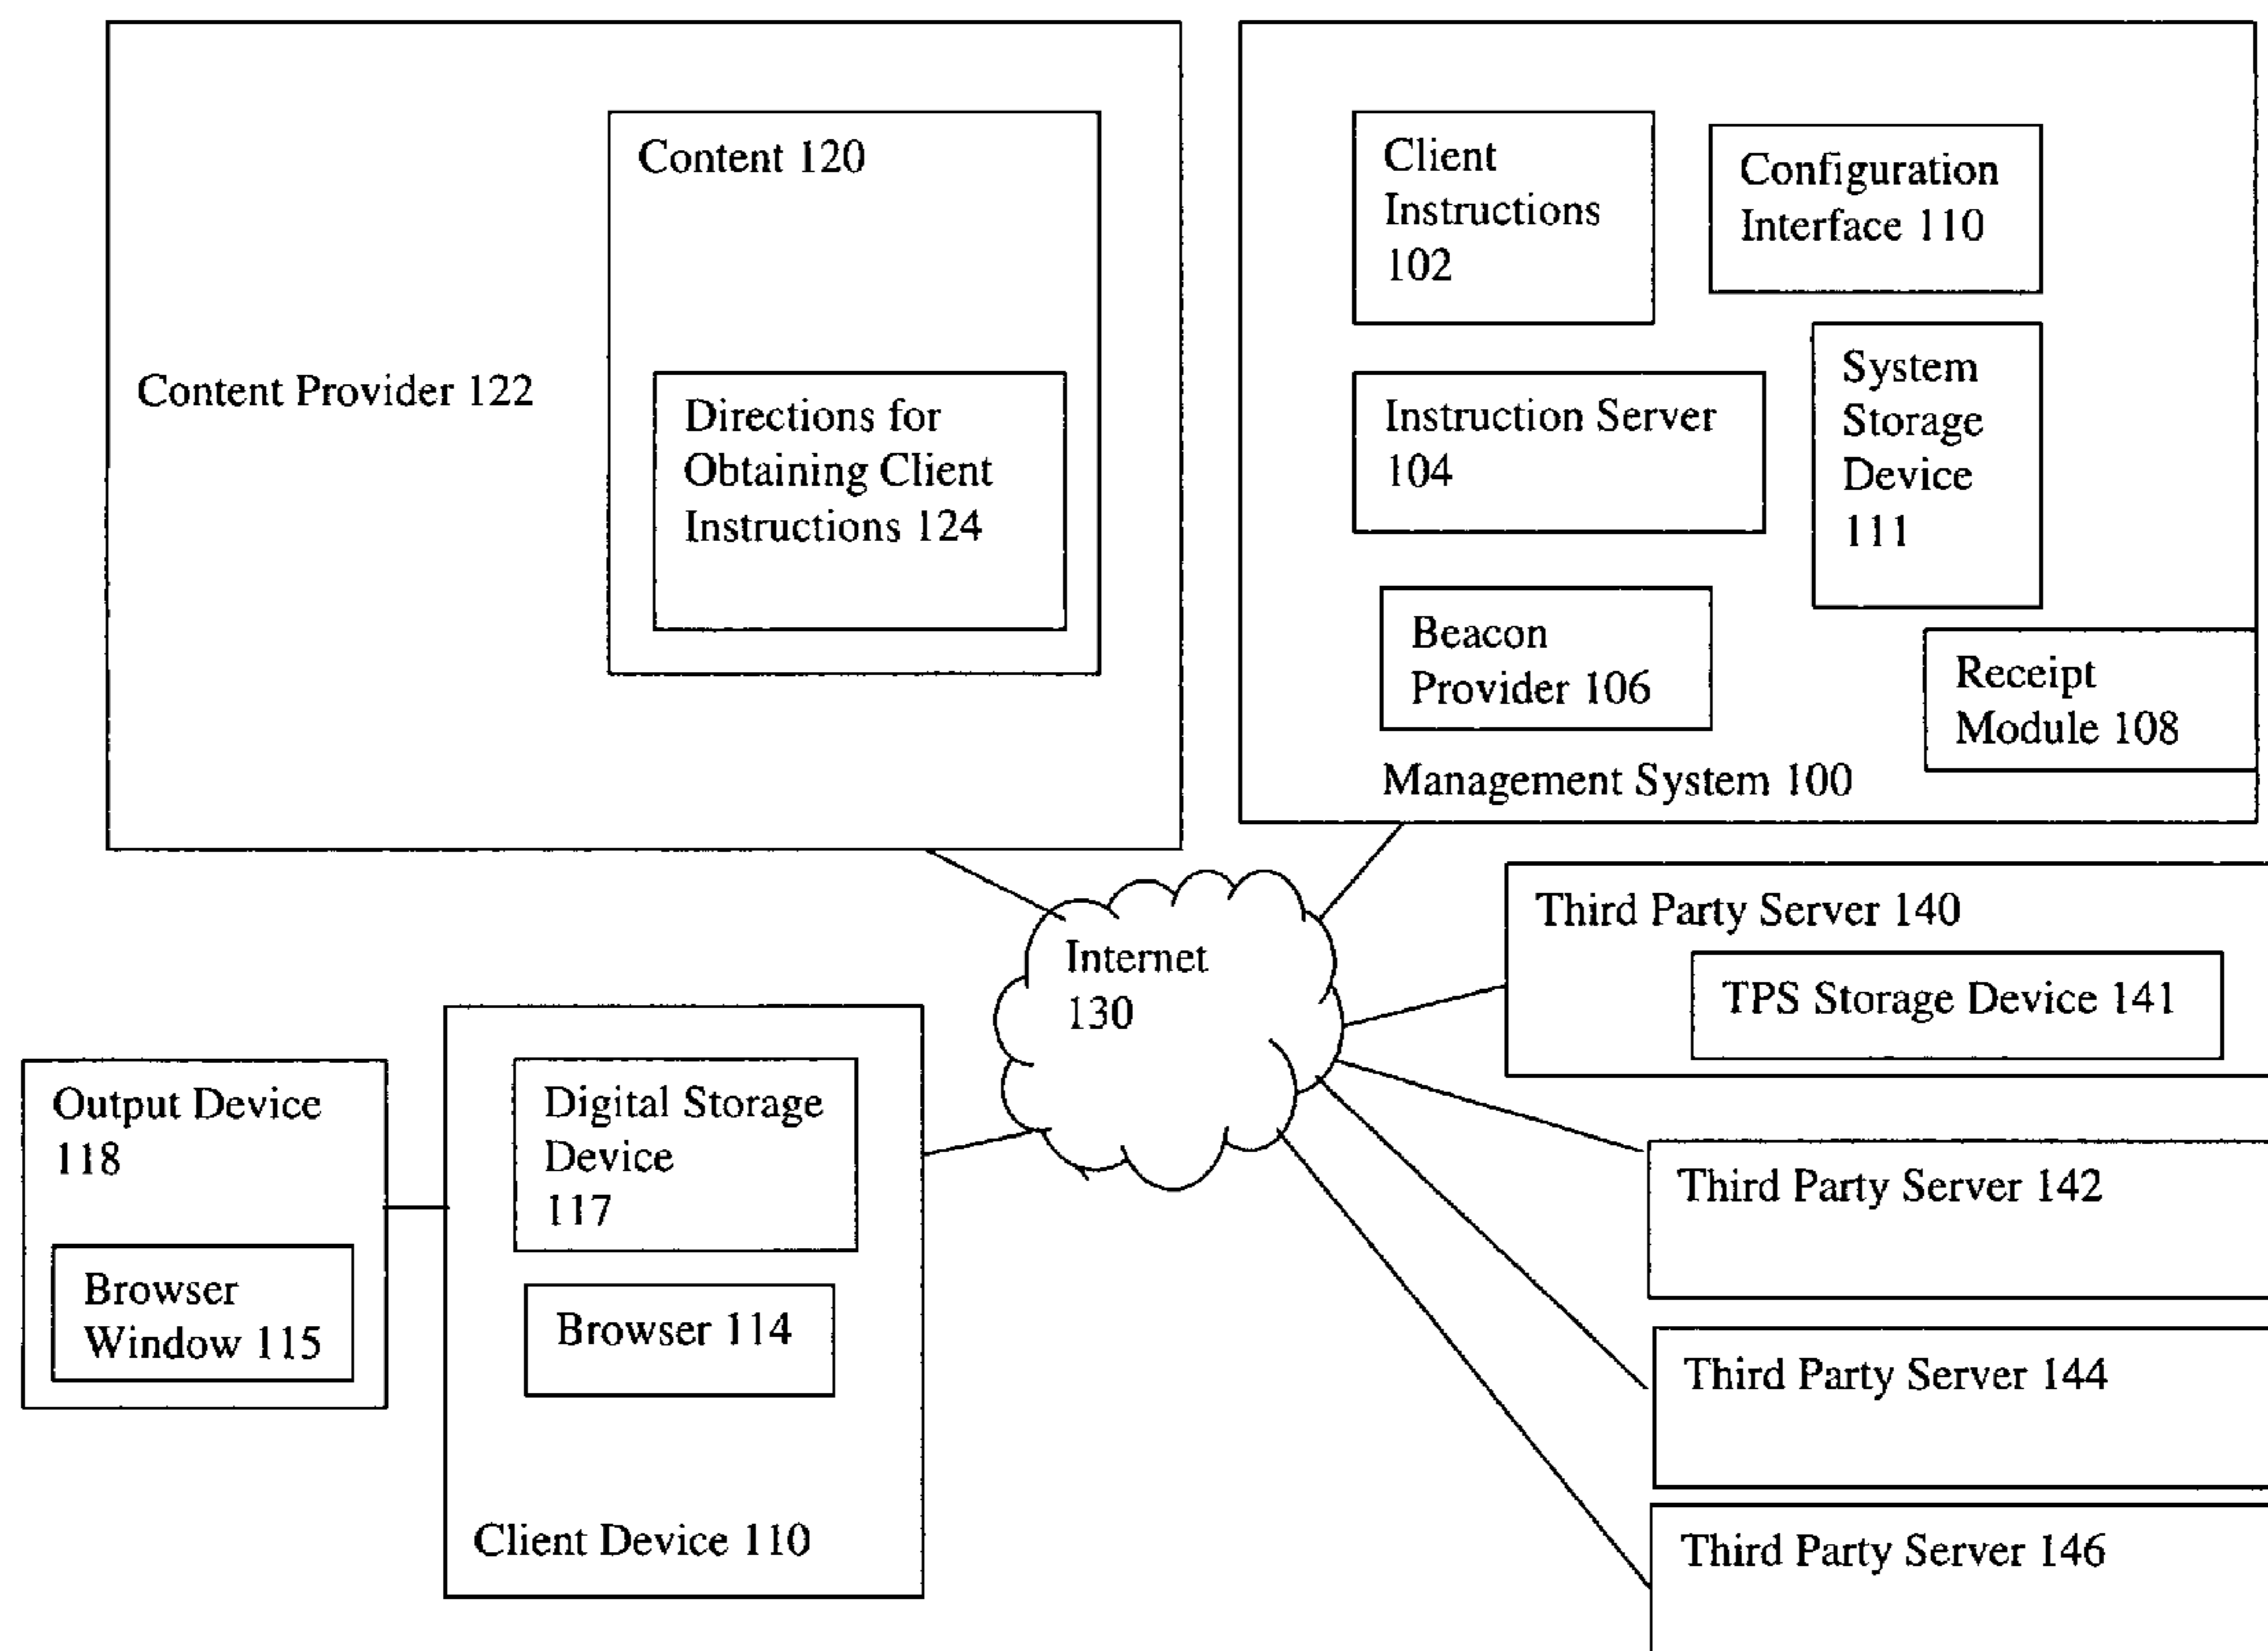 Content Provider 122
Content 120
Directions for
Obtaining Client
Instructions 124
Client
Instructions
102
Configuration
Interface 110
Instruction Server
104
System
Storage
Device
111
Beacon
Provider 106
Receipt
Module 108
Management System 100
Internet
130
Third Party Server 140
TPS Storage Device 141
Third Party Server 142
Third Party Server 144
Third Party Server 146
Output Device
118
Browser
Window 115
Digital Storage
Device
117
Browser 114
Client Device 110